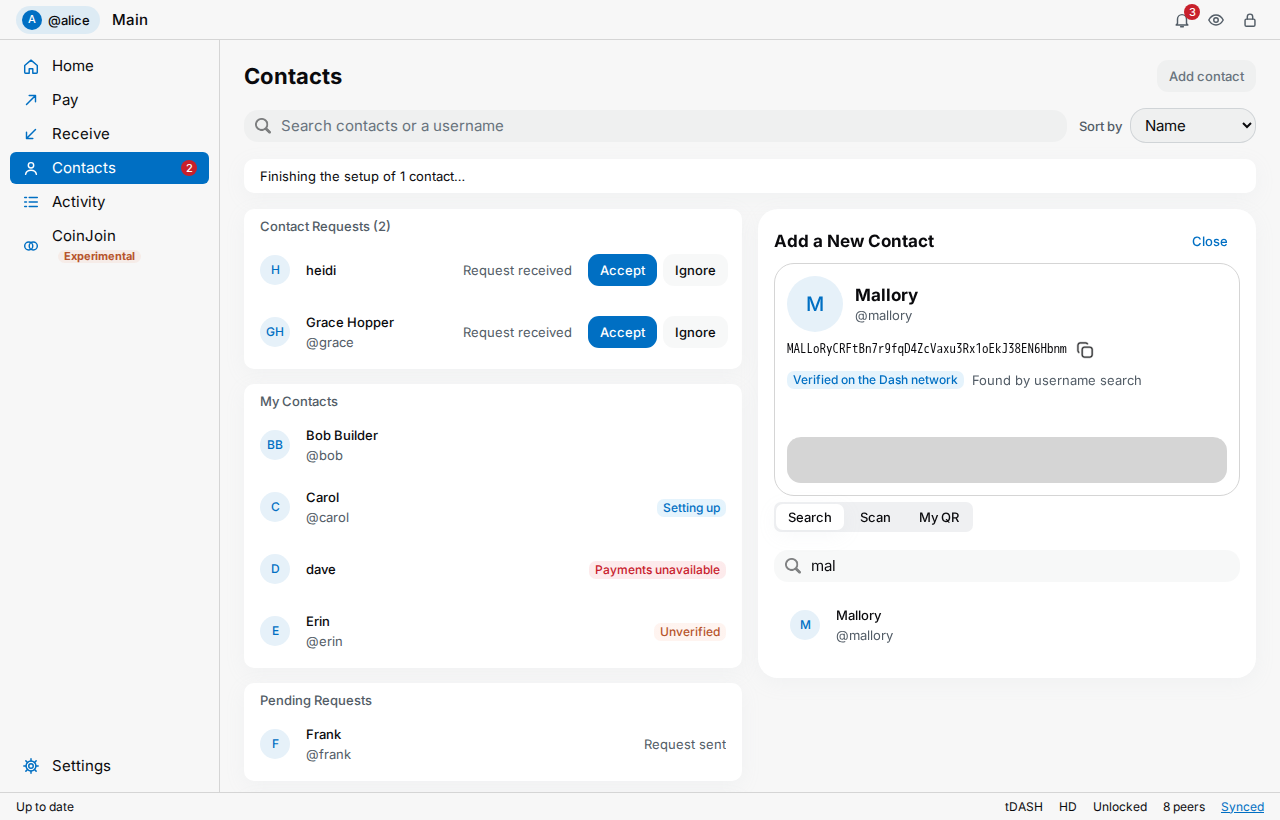 A @alice Main
3
Home
Pay
Receive
Contacts 2
Activity
CoinJoin
Experimental
Settings
Contacts
Add contact
Search contacts or a username
Sort by Name
Finishing the setup of 1 contact...
Contact Requests (2)
H heidi Request received Accept Ignore
GH Grace Hopper
@grace
Request received Accept Ignore
My Contacts
BB Bob Builder
@bob
C Carol
@carol
Setting up
D dave Payments unavailable
E Erin
@erin
Unverified
Pending Requests
F Frank
@frank
Request sent
Add a New Contact
Close
M Mallory
@mallory
MALLoRyCRFtBn7r9fqD4ZcVaxu3Rx1oEkJ38EN6Hbnm
Verified on the Dash network Found by username search
Search Scan My QR
mal
M Mallory
@mallory
Up to date
tDASH HD Unlocked 8 peers Synced